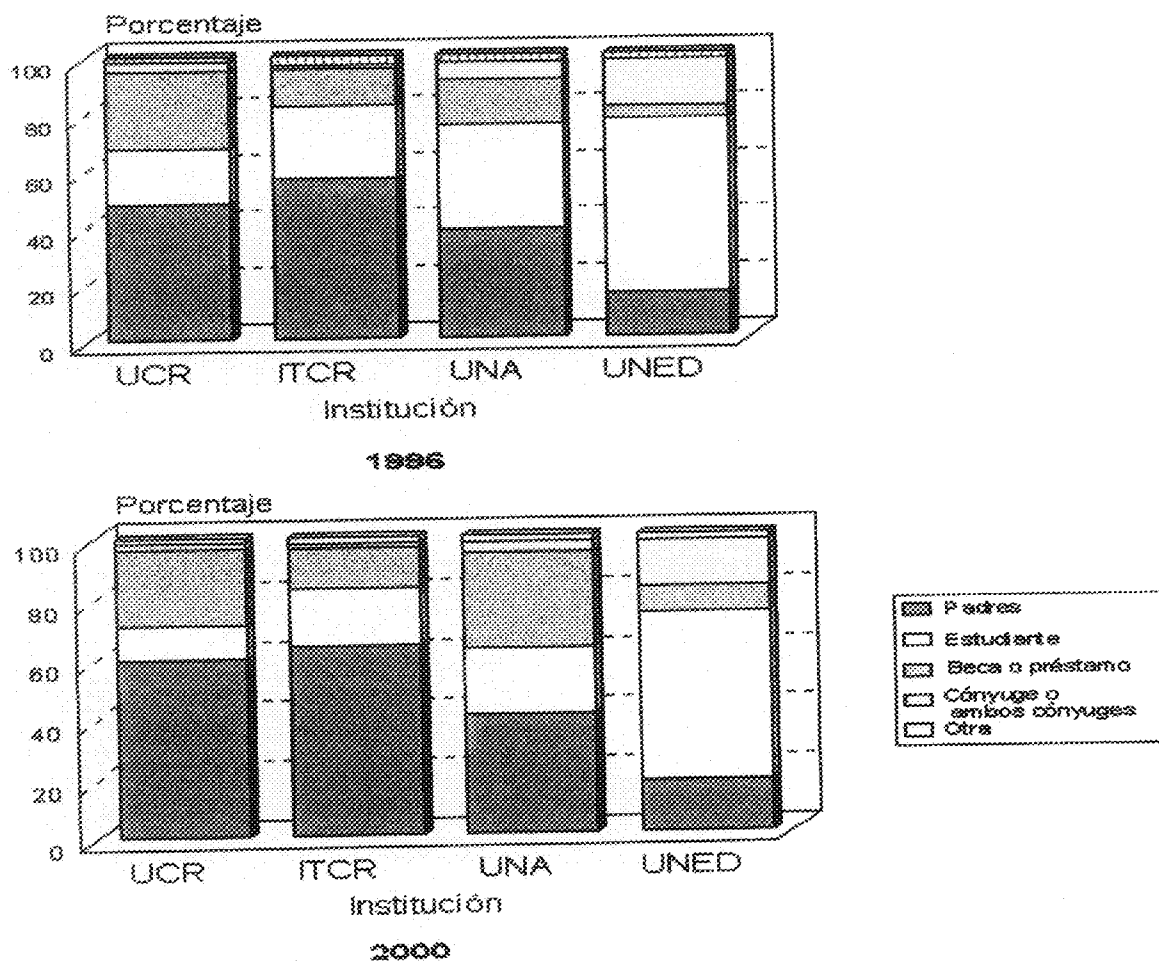 Porcentaje
100
80
60
40
20
0
UCR ITCR UNA UNED
Institución
1996
Porcentaje
100
80
60
40
20
0
UCR ITCR UNA UNED
Institución
2000
Padres
Estudiante
Beca o préstamo
Cónyuge o
ambos cónyuges
Otra